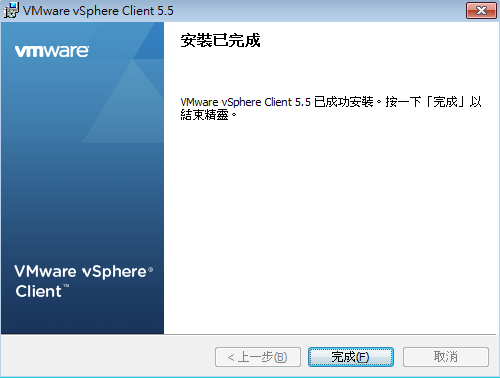 VMware vSphere Client 5.5
vmware
安裝已完成
VMware vSphere Client 5.5 已成功安裝。按一下「完成」以
結束精靈。
VMware vSphere®
Client™
< 上一步(B)
完成(F)
取消